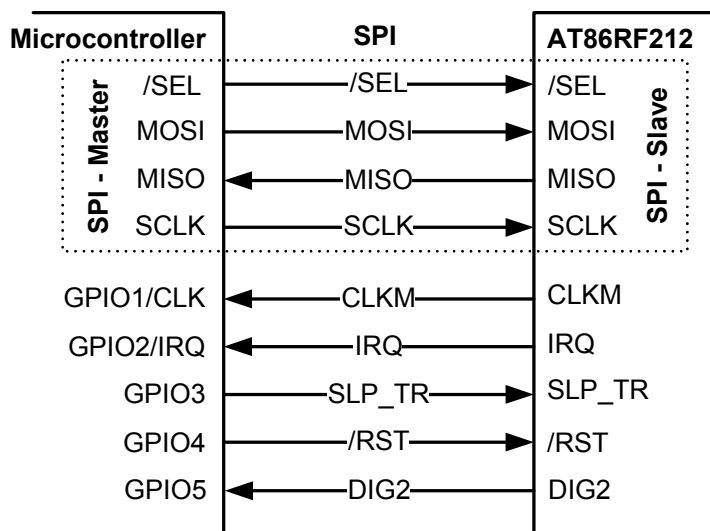 Microcontroller SPI AT86RF212
SPI - Master
SPI - Slave
/SEL /SEL /SEL
MOSI MOSI MOSI
MISO MISO MISO
SCLK SCLK SCLK
GPIO1/CLK CLKM CLKM
GPIO2/IRQ IRQ IRQ
GPIO3 SLP_TR SLP_TR
GPIO4 /RST /RST
GPIO5 DIG2 DIG2